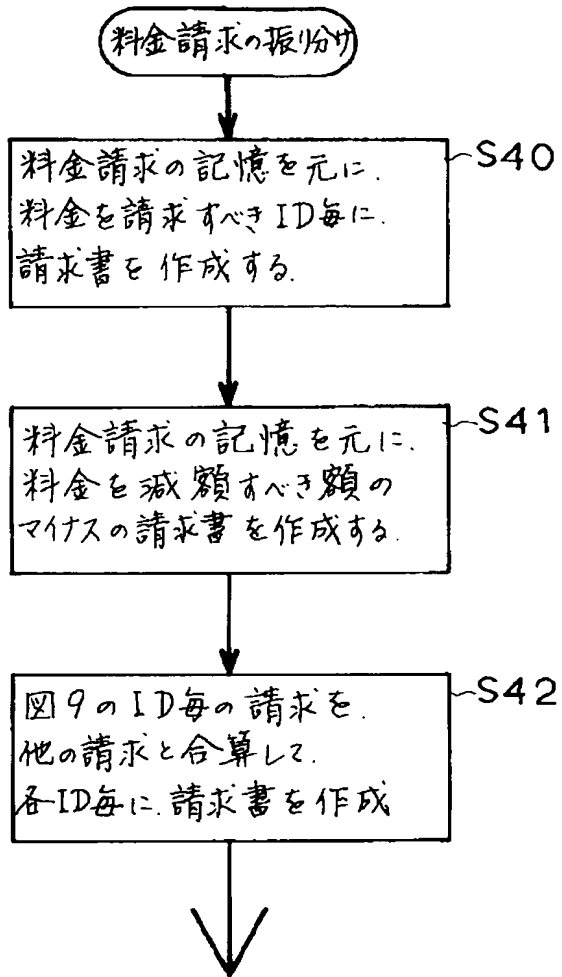 料金請求の振り分け
料金請求の記憶を元に.
料金を請求すべきID毎に.
請求書を作成する.
S40
料金請求の記憶を元に.
料金を減額すべき額の
マイナスの請求書を作成する.
S41
図9のID毎の請求を.
他の請求と合算して.
各ID毎に.請求書を作成
S42